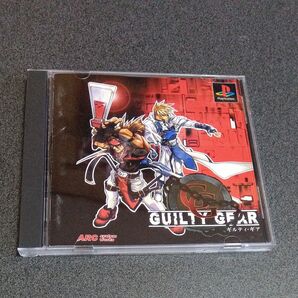 PlayStation
GUILTY GEAR
ギルティ・ギア
ARC SYSTEM WORKS